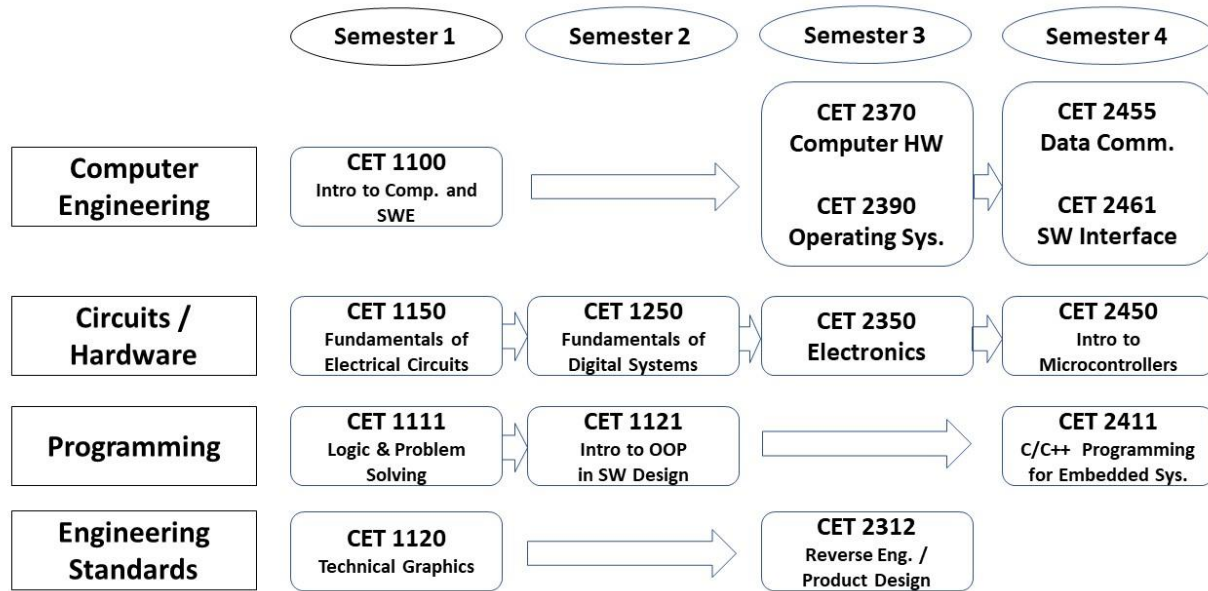 Semester 1
Semester 2
Semester 3
Semester 4
Computer
Engineering
CET 1100
Intro to Comp. and
SWE
CET 2370
Computer HW
CET 2390
Operating Sys.
CET 2455
Data Comm.
CET 2461
SW Interface
Circuits /
Hardware
CET 1150
Fundamentals of
Electrical Circuits
CET 1250
Fundamentals of
Digital Systems
CET 2350
Electronics
CET 2450
Intro to
Microcontrollers
Programming
CET 1111
Logic & Problem
Solving
CET 1121
Intro to OOP
in SW Design
CET 2411
C/C++ Programming
for Embedded Sys.
Engineering
Standards
CET 1120
Technical Graphics
CET 2312
Reverse Eng. /
Product Design